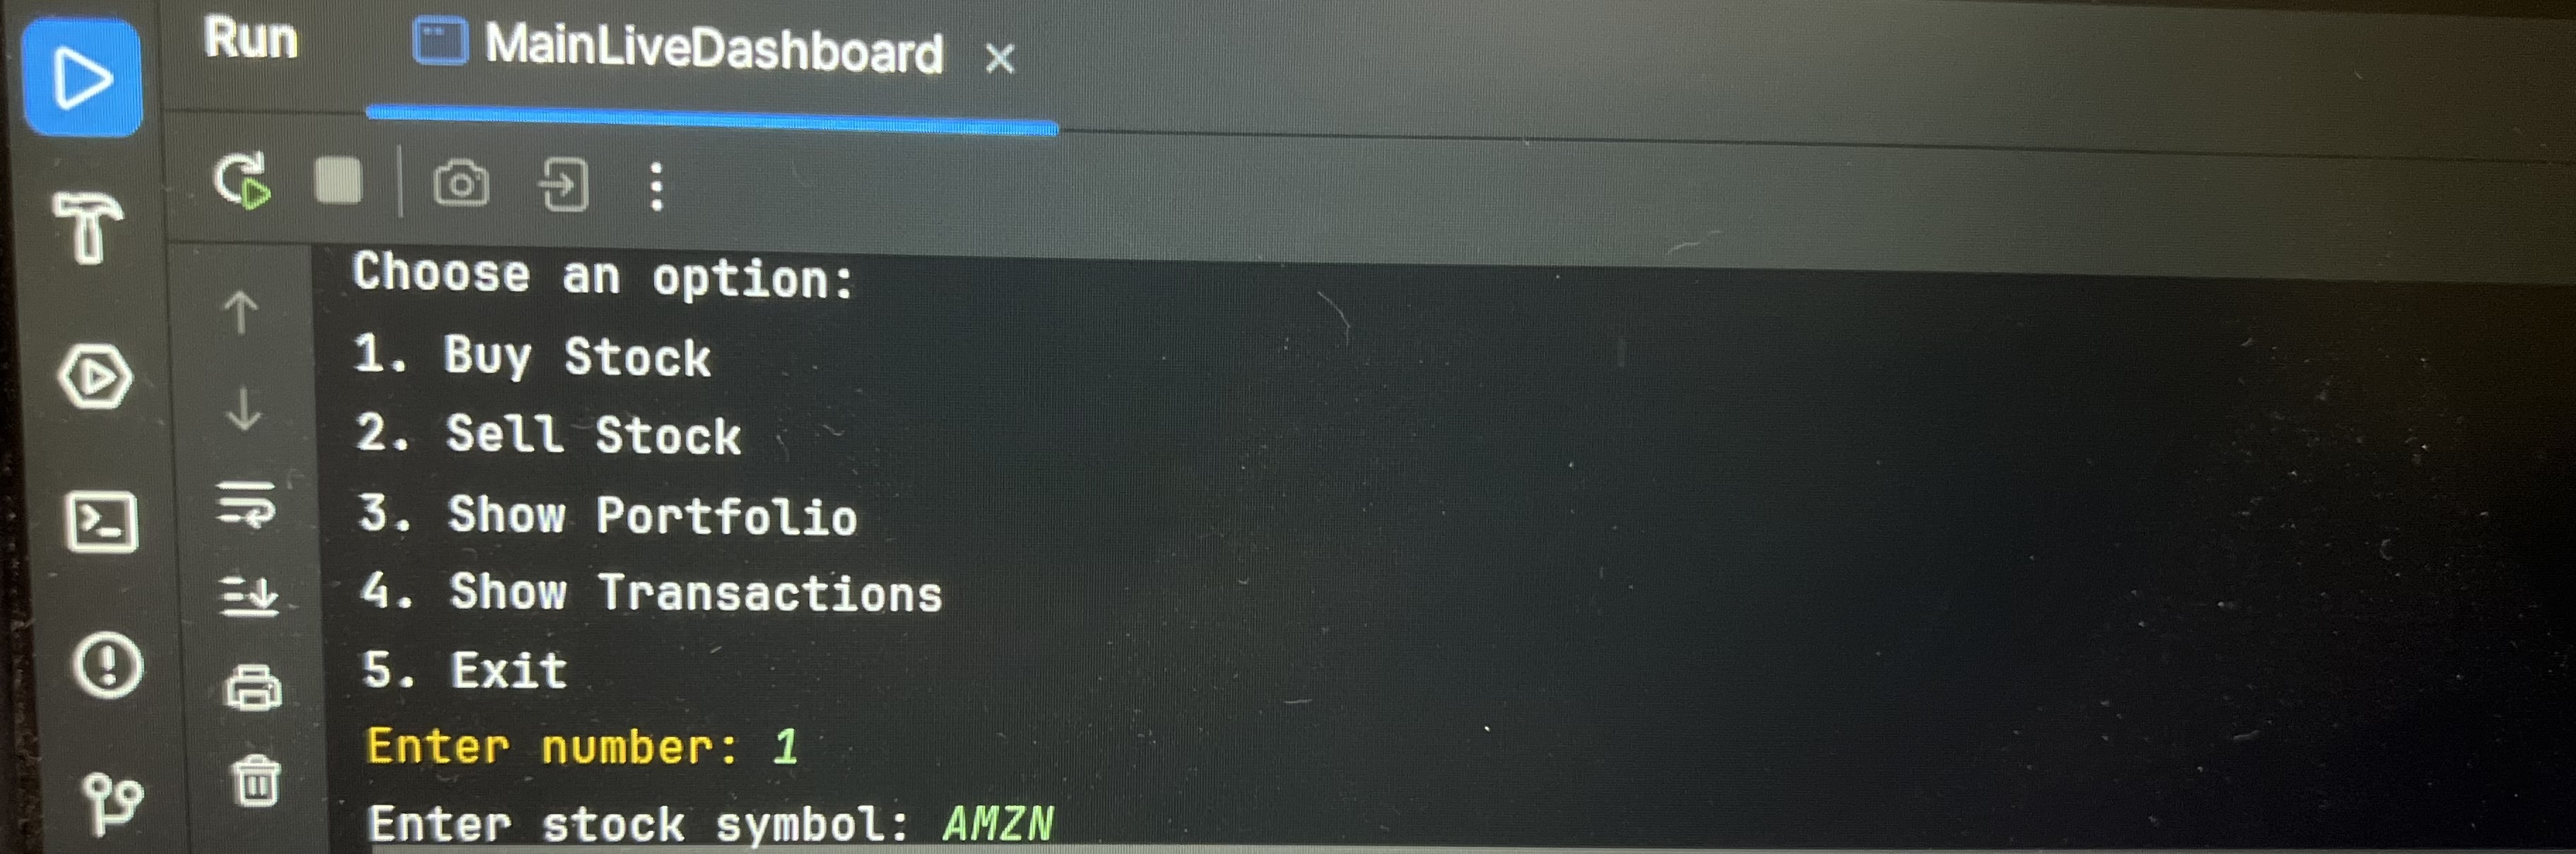 Run MainLiveDashboard
Choose an option:
1. Buy Stock
2. Sell Stock
3. Show Portfolio
4. Show Transactions
5. Exit
Enter number: 1
Enter stock symbol: AMZN